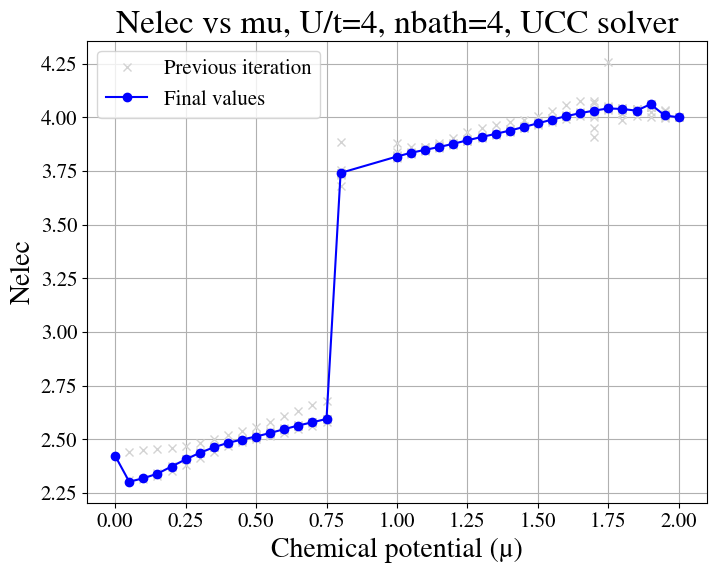 Nelec vs mu, U/t=4, nbath=4, UCC solver
Previous iteration
Final values
Nelec
4.25
4.00
3.75
3.50
3.25
3.00
2.75
2.50
2.25
0.00 0.25 0.50 0.75 1.00 1.25 1.50 1.75 2.00
Chemical potential (µ)